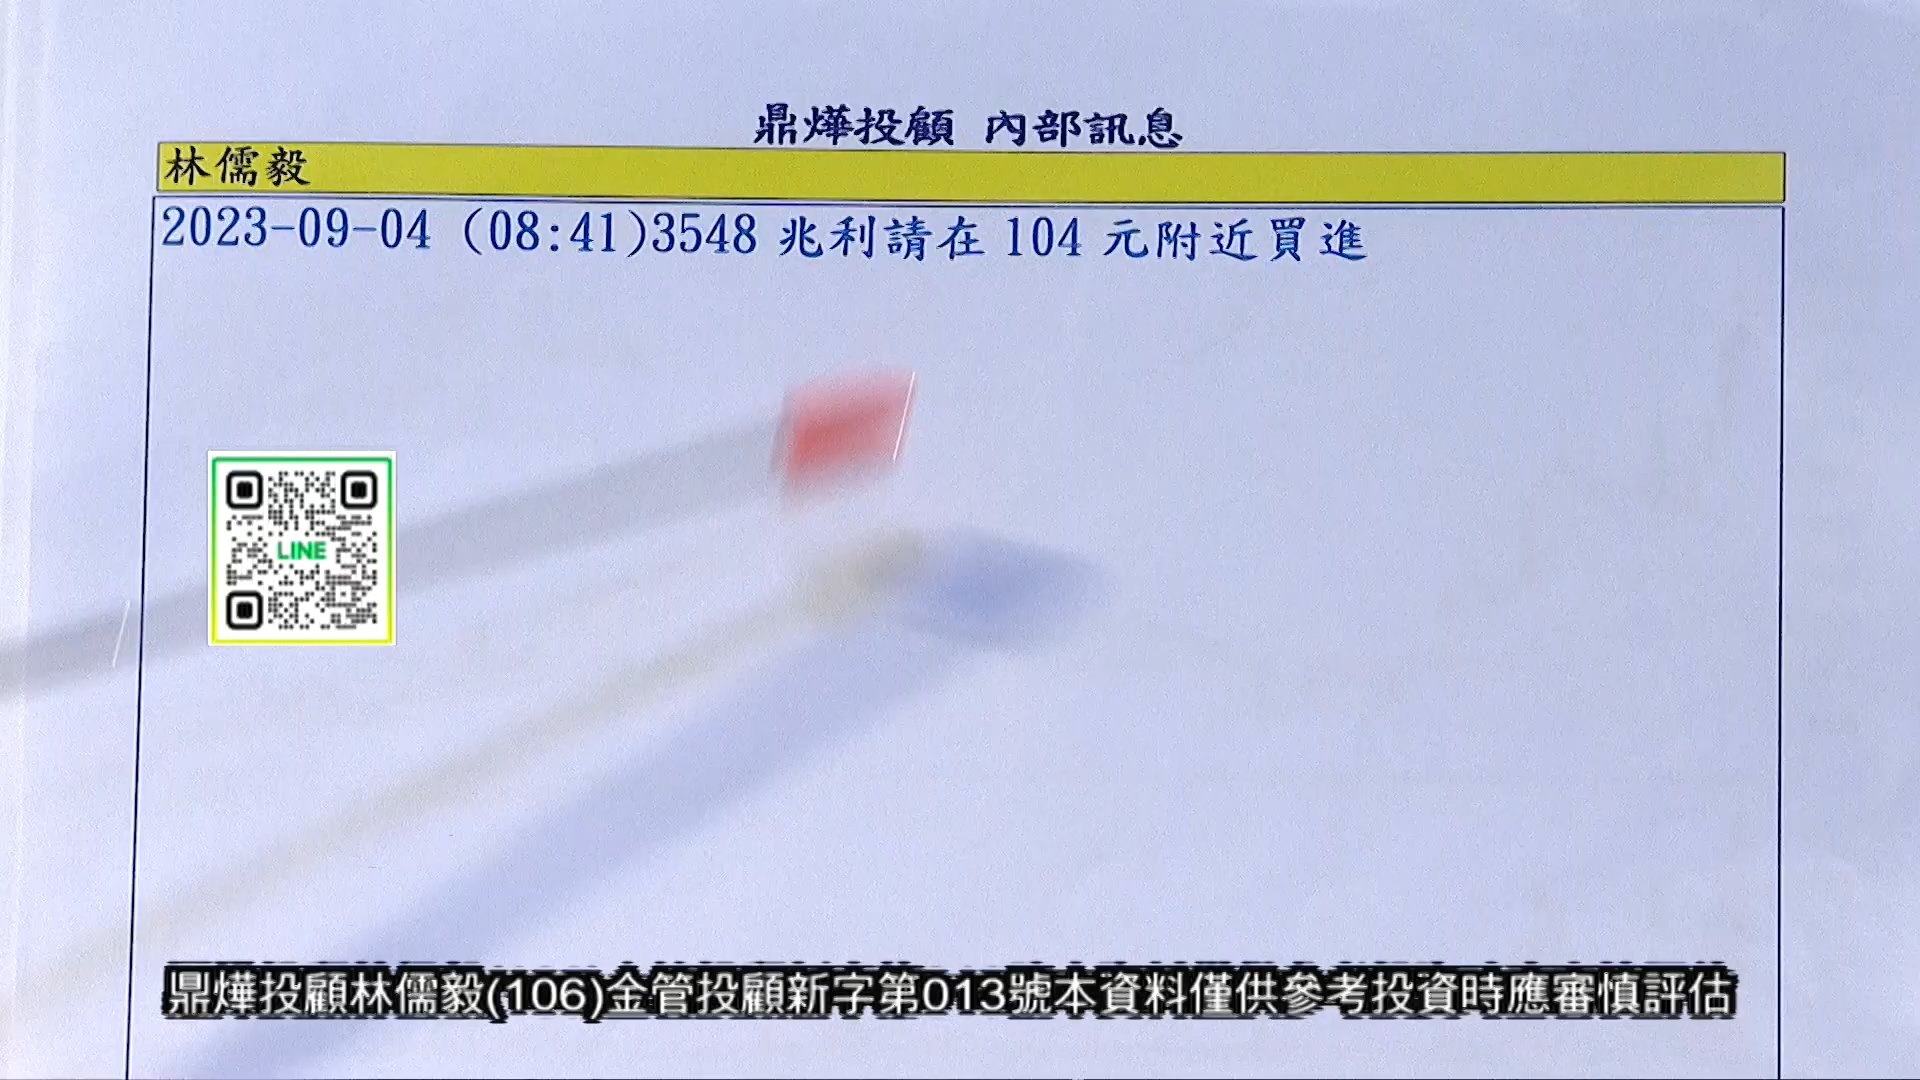 鼎燁投顧 內部訊息
林儒毅
2023-09-04 (08:41)3548 兆利請在 104 元附近買進
LINE
鼎燁投顧林儒毅(106)金管投顧新字第013號本資料僅供參考投資時應審慎評估